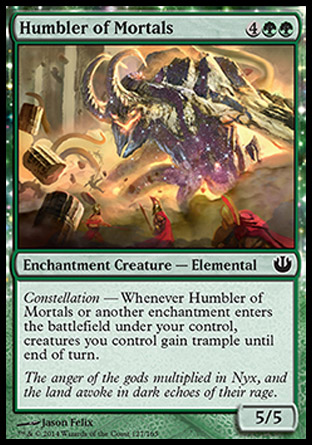 Humbler of Mortals 4
Enchantment Creature — Elemental
Constellation — Whenever Humbler of
Mortals or another enchantment enters
the battlefield under your control,
creatures you control gain trample until
end of turn.
The anger of the gods multiplied in Nyx, and
the land awoke in dark echoes of their rage.
Jason Felix
™ & © 2014 Wizards of the Coast 127/165
5/5